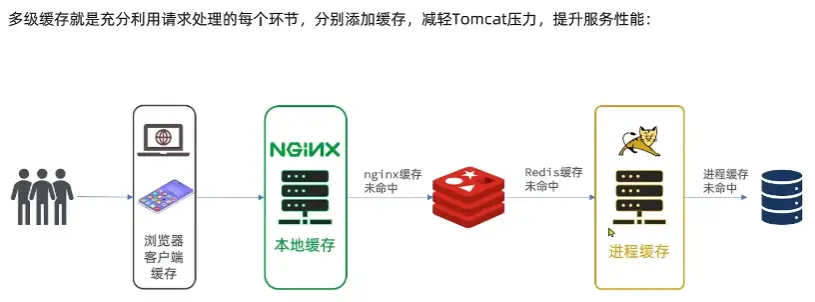 多级缓存就是充分利用请求处理的每个环节，分别添加缓存，减轻Tomcat压力，提升服务性能：
NGINX
nginx缓存
未命中
Redis缓存
未命中
进程缓存
未命中
浏览器
客户端
缓存
本地缓存
进程缓存